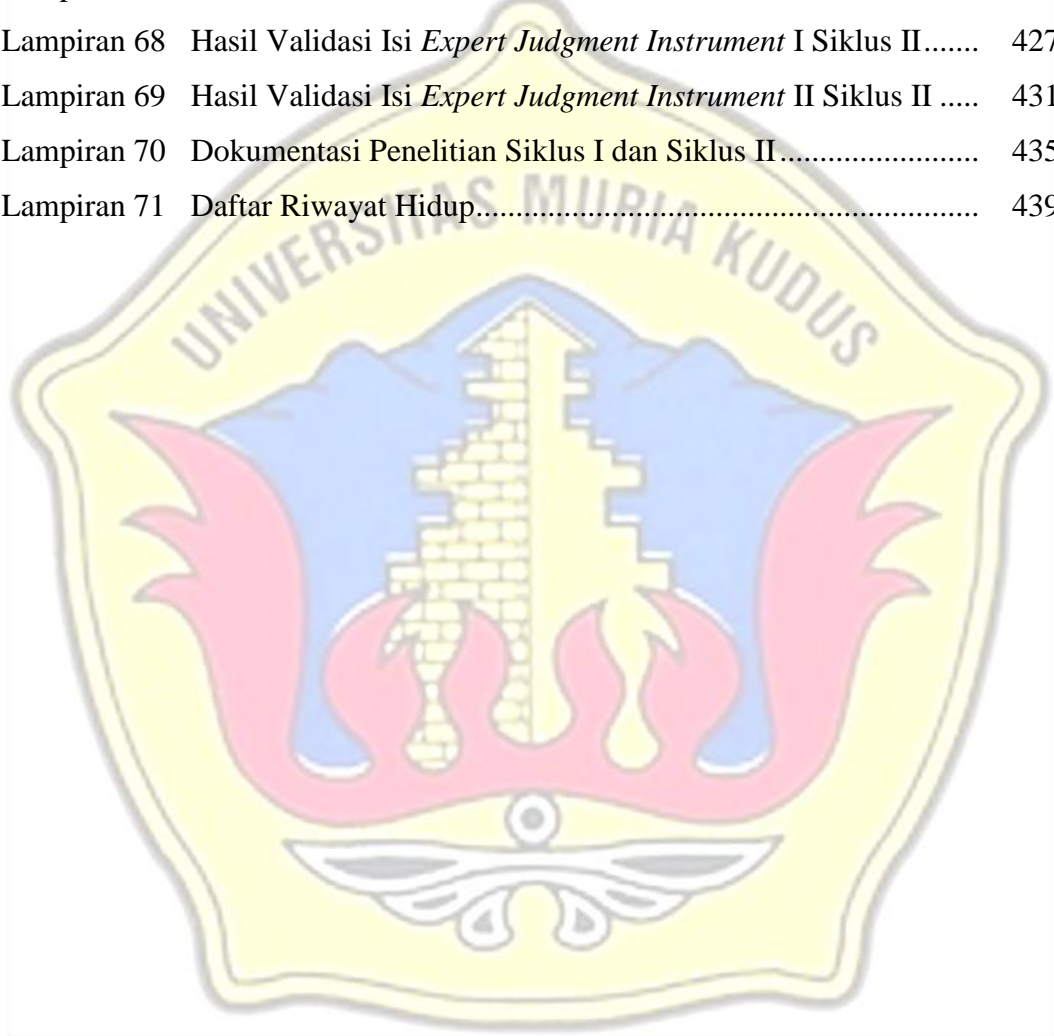 Lampiran 68 Hasil Validasi Isi Expert Judgment Instrument I Siklus II....... 427
Lampiran 69 Hasil Validasi Isi Expert Judgment Instrument II Siklus II ..... 431
Lampiran 70 Dokumentasi Penelitian Siklus I dan Siklus II........................ 435
Lampiran 71 Daftar Riwayat Hidup............................................................ 439
UNIVERSITAS MURIA KUDUS